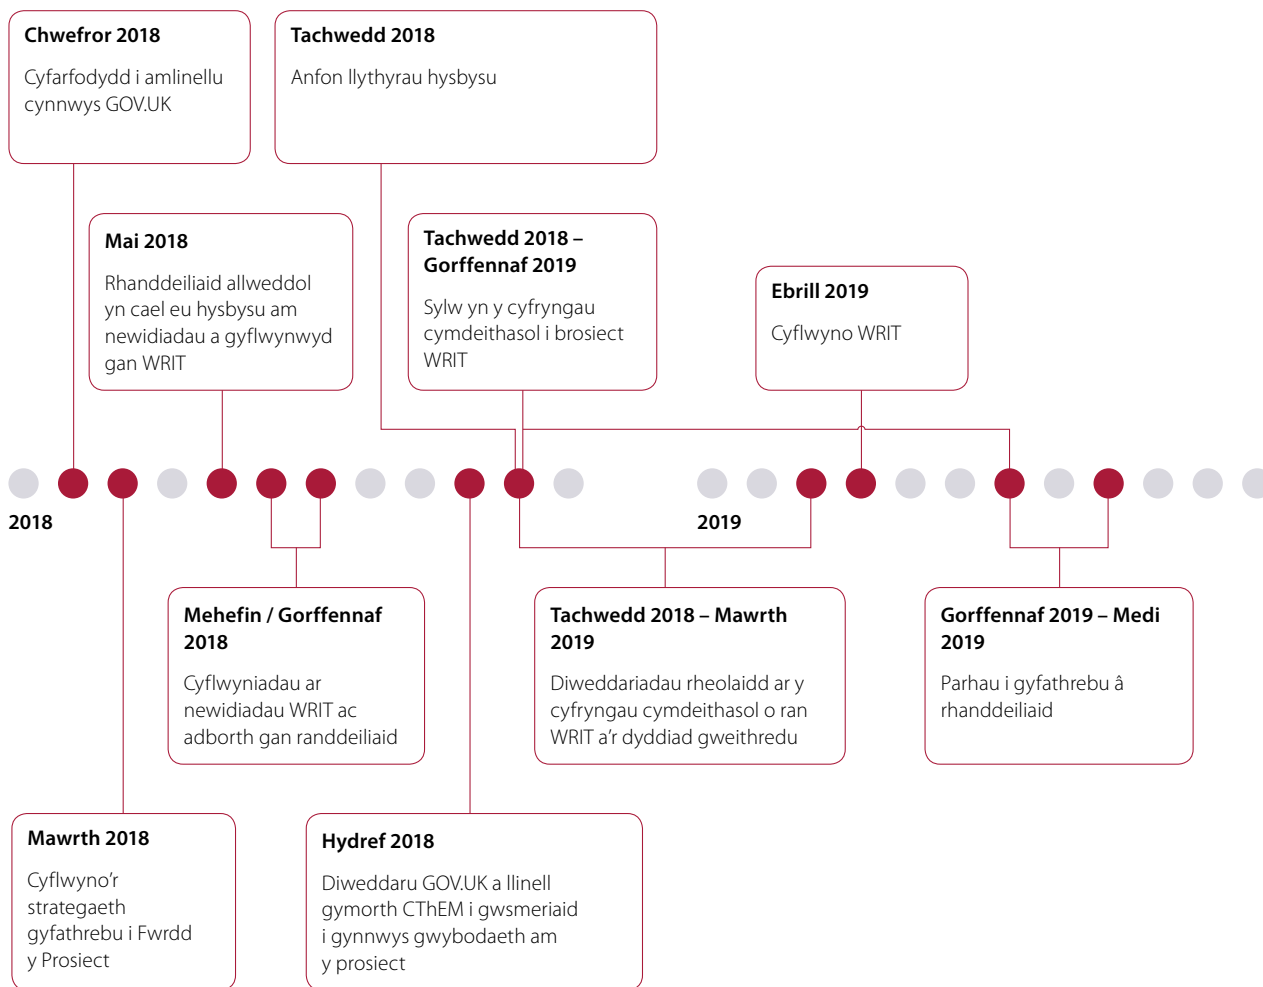 Chwefror 2018
Cyfarfodydd i amlinellu
cynnwys GOV.UK
Tachwedd 2018
Anfon llythyrau hysbysu
Mai 2018
Rhanddeiliaid allweddol
yn cael eu hysbysu am
newidiadau a gyflwynwyd
gan WRIT
Tachwedd 2018 –
Gorffennaf 2019
Sylw yn y cyfryngau
cymdeithasol i brosiect
WRIT
Ebrill 2019
Cyflwyno WRIT
2018
2019
Mehefin / Gorffennaf
2018
Cyflwyniadau ar
newidiadau WRIT ac
adborth gan randdeiliaid
Tachwedd 2018 – Mawrth
2019
Diweddariadau rheolaidd ar y
cyfryngau cymdeithasol o ran
WRIT a'r dyddiad gweithredu
Gorffennaf 2019 – Medi
2019
Parhau i gyfathrebu â
rhanddeiliaid
Mawrth 2018
Cyflwyno’r
strategaeth
gyfathrebu i Fwrdd
y Prosiect
Hydref 2018
Diweddaru GOV.UK a llinell
gymorth CThEM i gwsmeriaid
i gynnwys gwybodaeth am
y prosiect